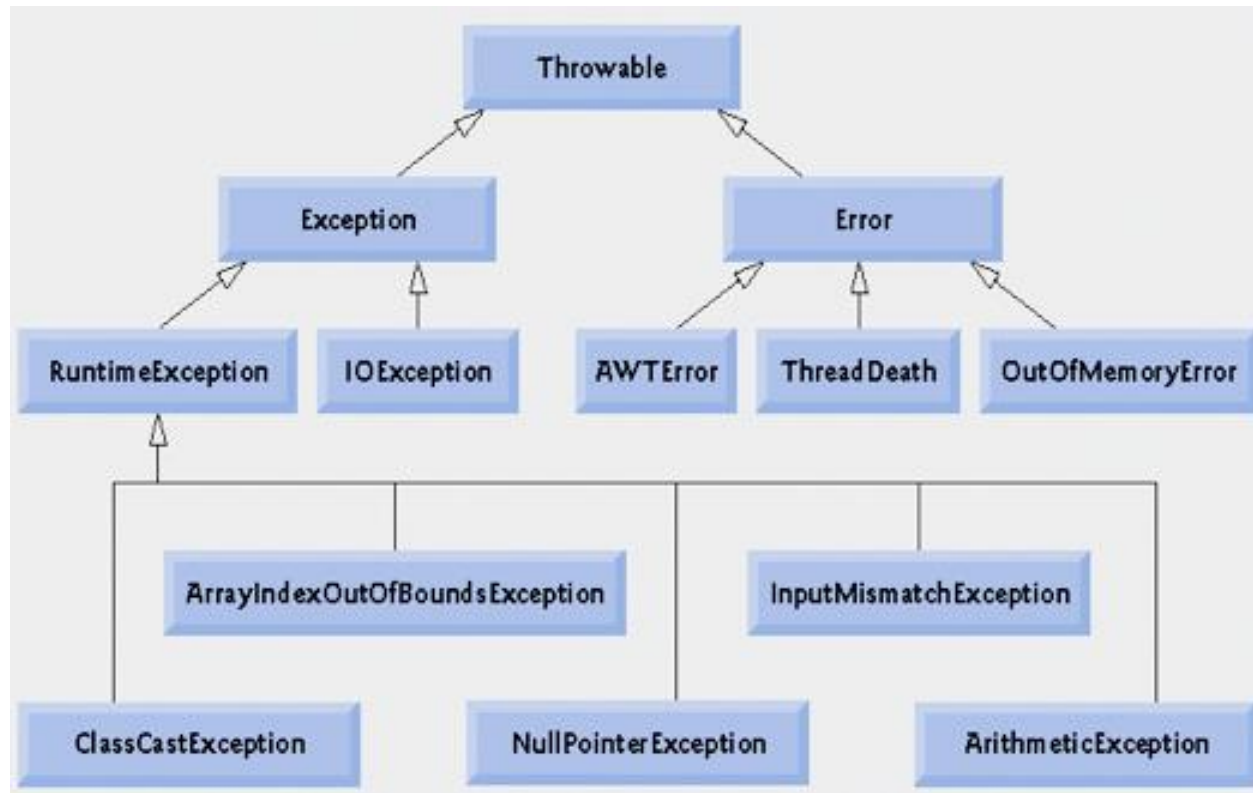 Throwable
Exception
Error
RuntimeException
IOException
AWTError
ThreadDeath
OutOfMemoryError
ArrayIndexOutOfBoundsException
InputMismatchException
ClassCastException
NullPointerException
ArithmeticException